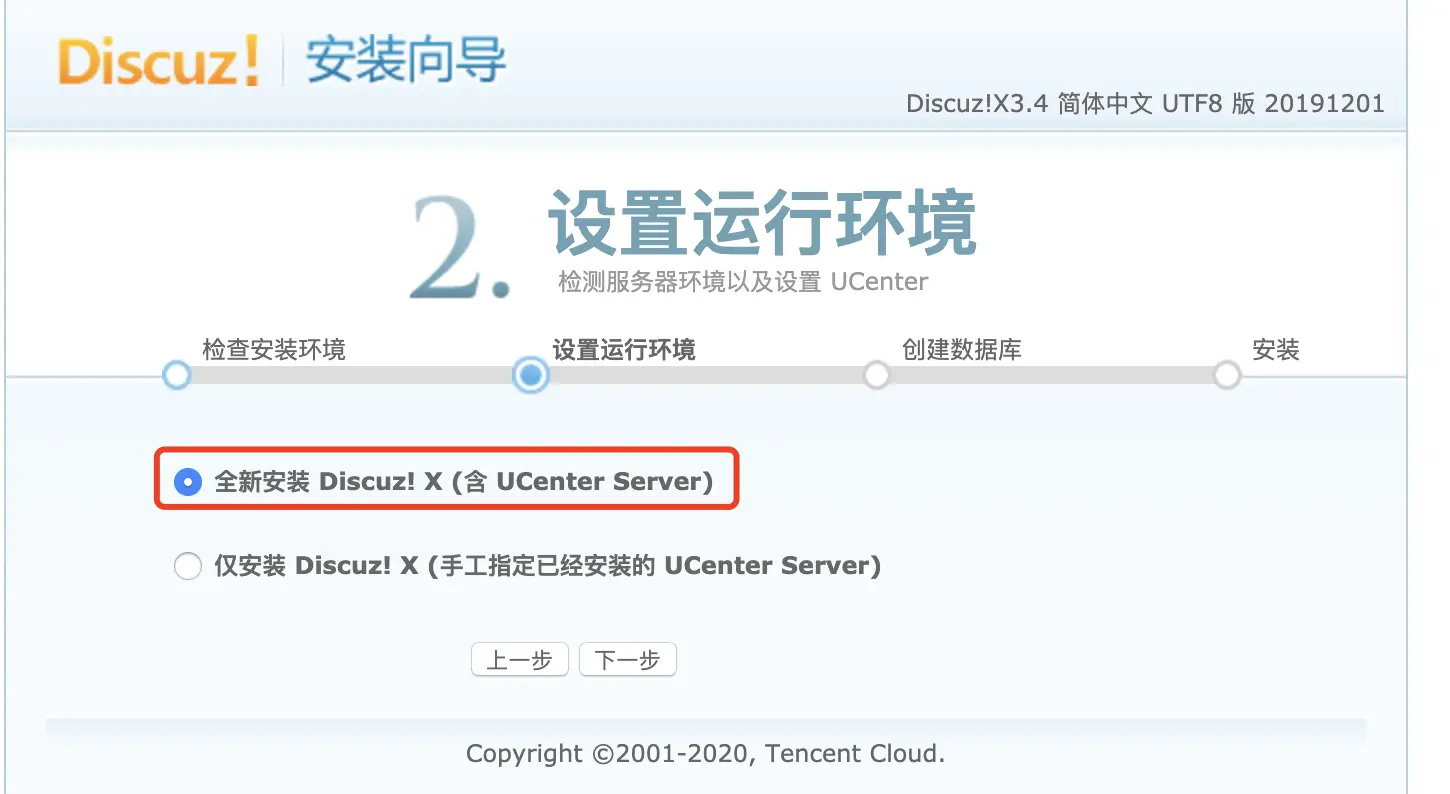 Discuz! 安装向导
Discuz!X3.4 简体中文 UTF8 版 20191201
2. 设置运行环境
检测服务器环境以及设置 UCenter
检查安装环境 设置运行环境 创建数据库 安装
全新安装 Discuz! X (含 UCenter Server)
仅安装 Discuz! X (手工指定已经安装的 UCenter Server)
上一步 下一步
Copyright ©2001-2020, Tencent Cloud.